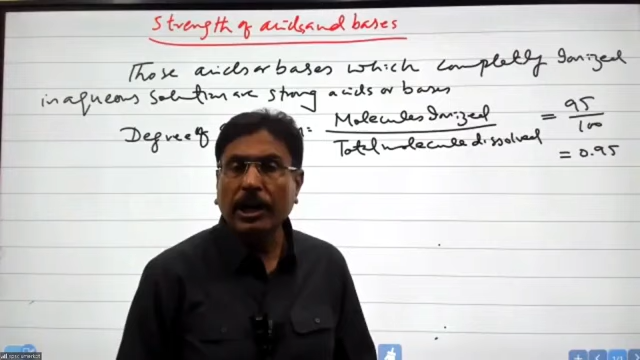 Strength of acids and bases
Those acids or bases which completly Ionized
in aqueous solution are strong acids or bases
Degree of
Molecules Ionized
Total molecule dissolved
= 95
100
= 0.95